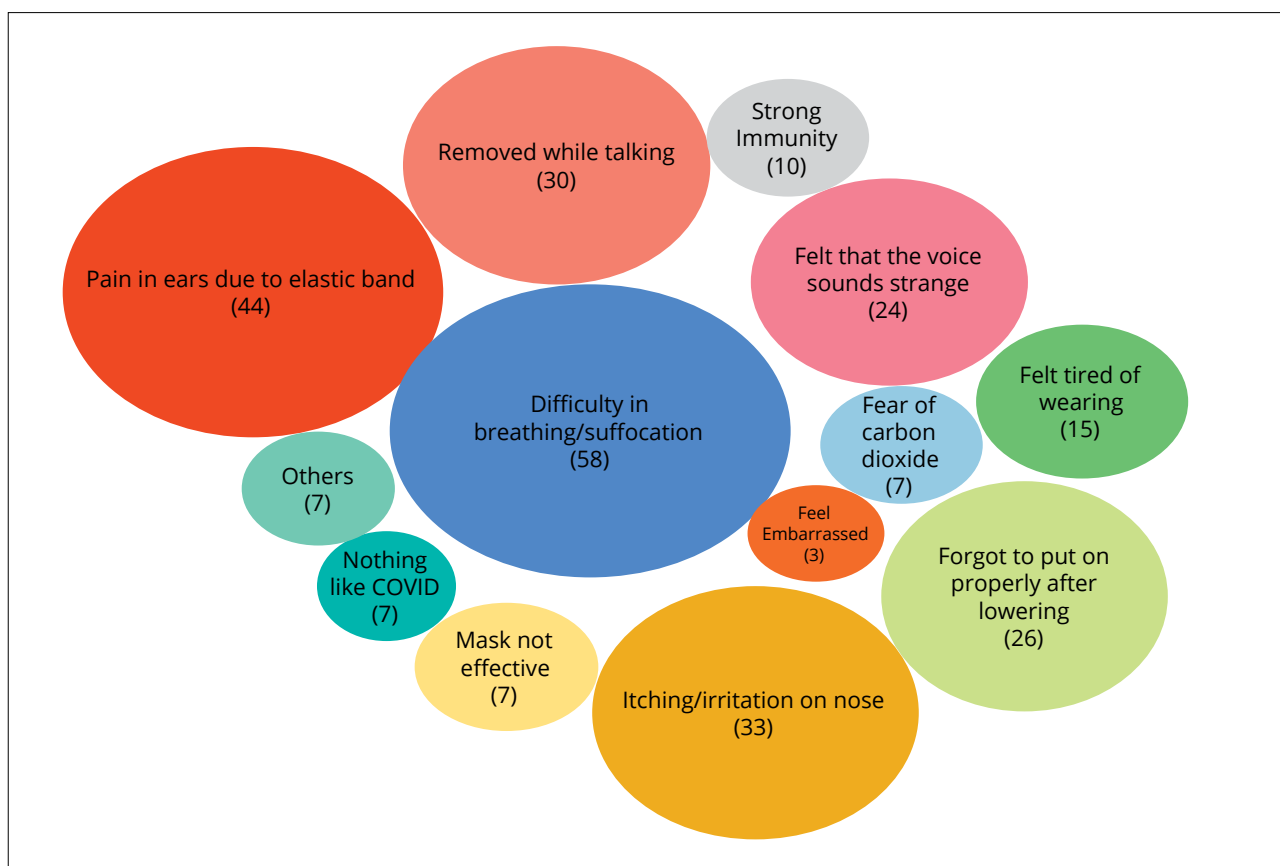 Strong
Immunity
(10)
Removed while talking
(30)
Pain in ears due to elastic band
(44)
Felt that the voice
sounds strange
(24)
Felt tired of
wearing
(15)
Difficulty in
breathing/suffocation
(58)
Fear of
carbon
dioxide
(7)
Others
(7)
Feel
Embarrassed
(3)
Nothing
like COVID
(7)
Forgot to put on
properly after
lowering
(26)
Mask not
effective
(7)
Itching/irritation on nose
(33)